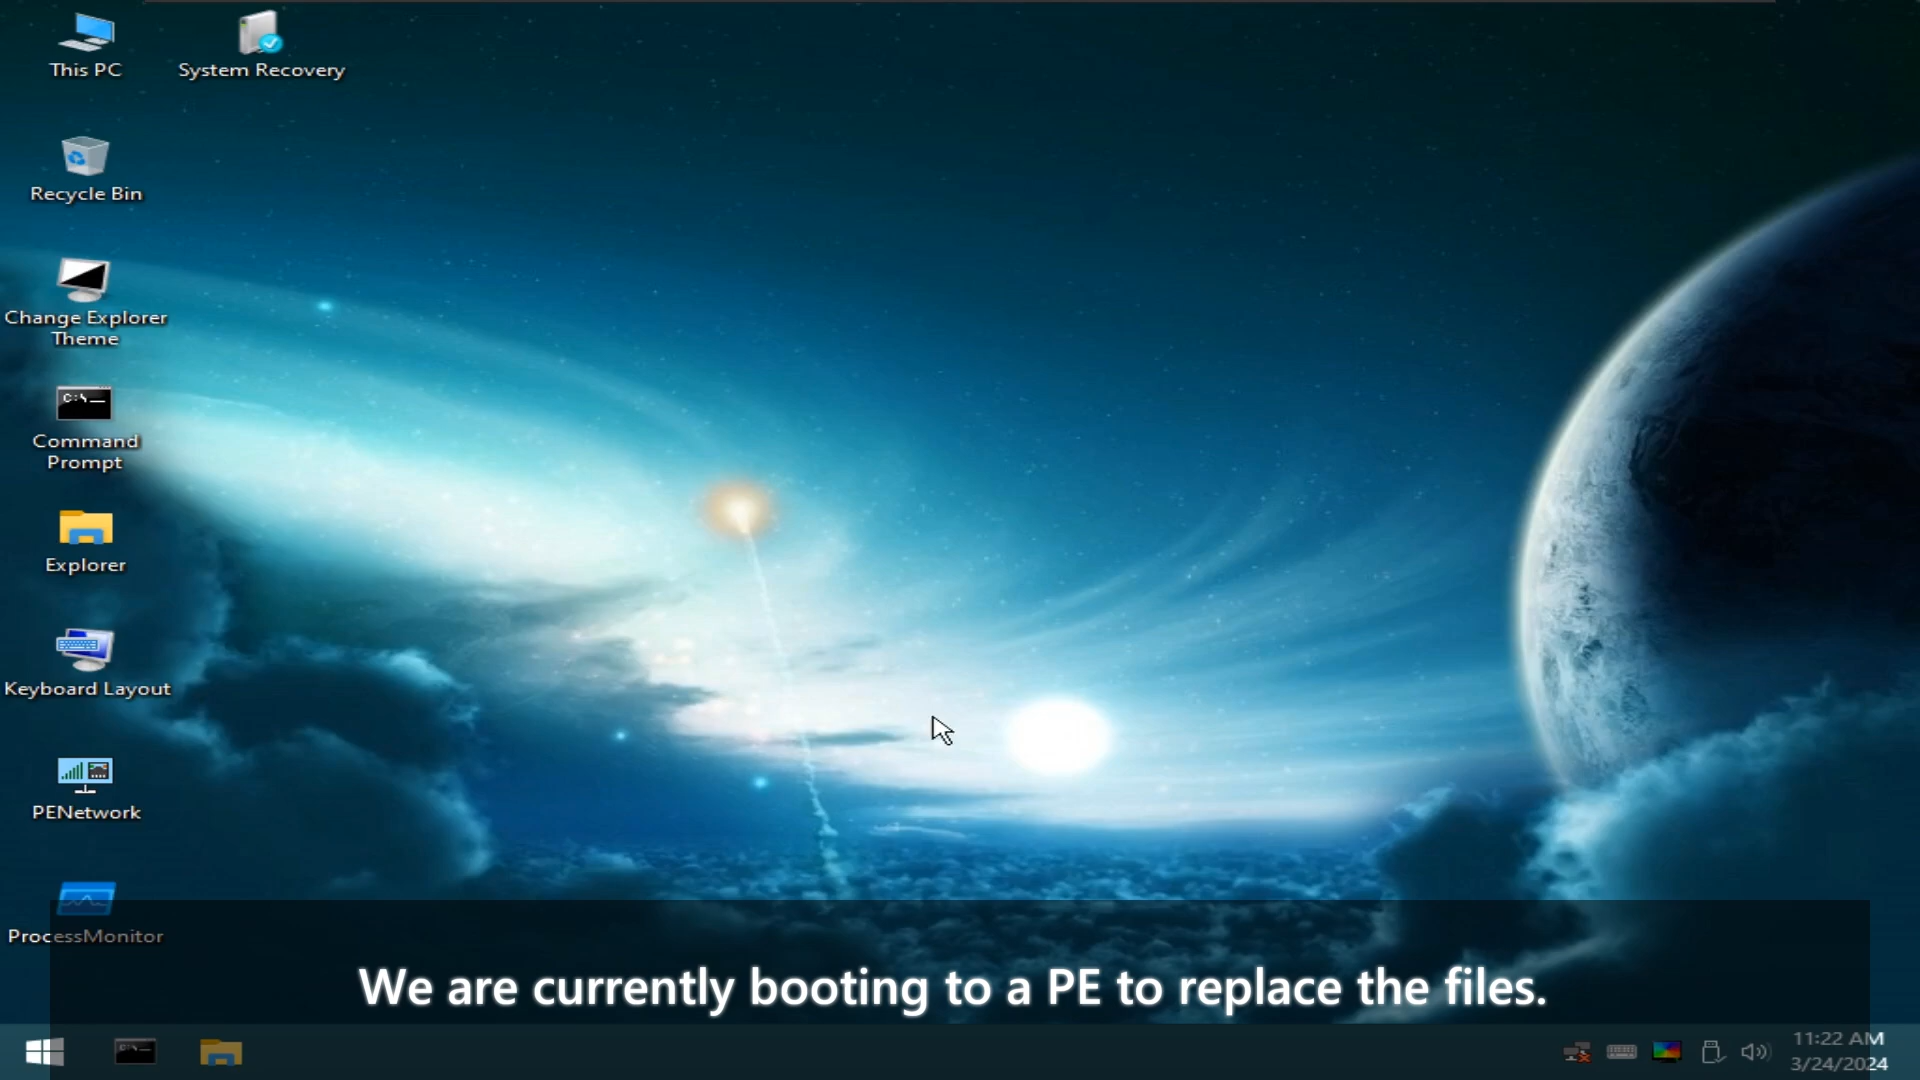 This PC
System Recovery
Recycle Bin
Change Explorer
Theme
C:\
Command
Prompt
Explorer
Keyboard Layout
PENetwork
ProcessMonitor
We are currently booting to a PE to replace the files.
11:22 AM
3/24/2024